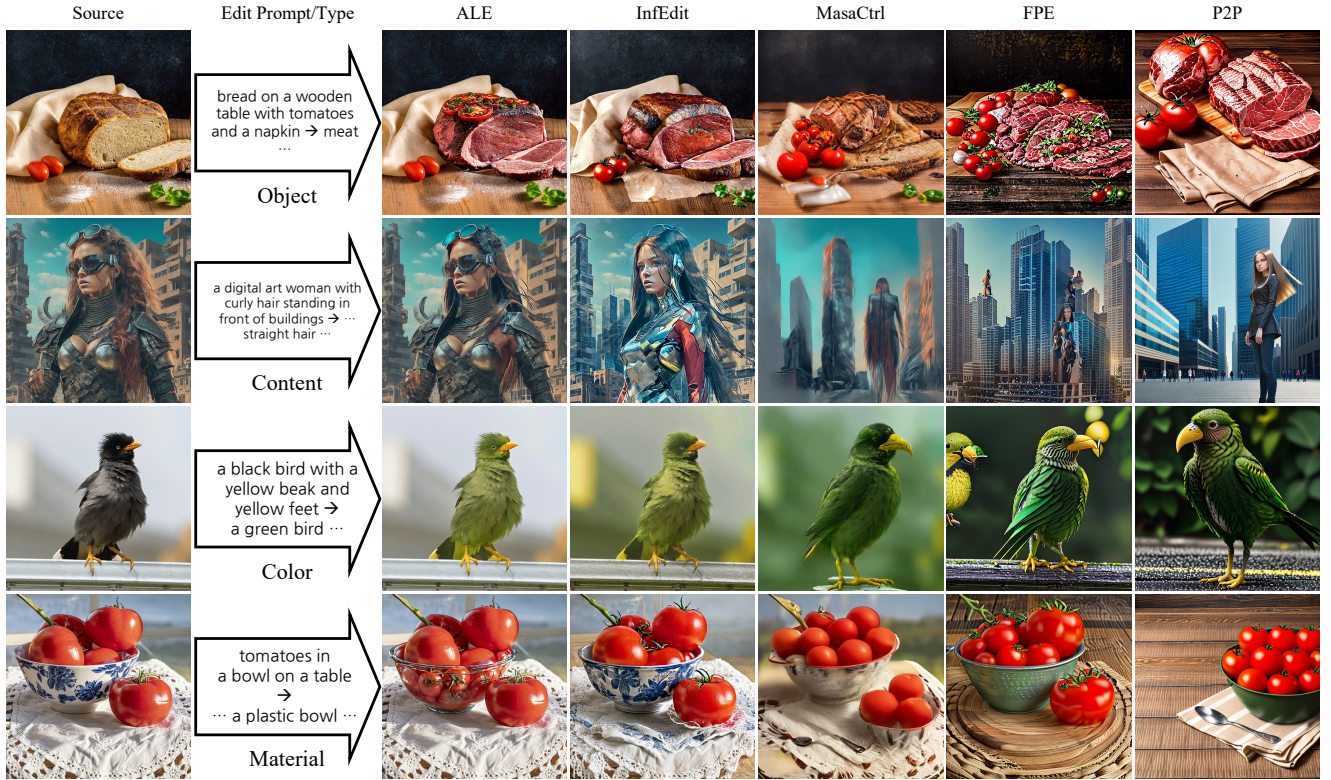 Source Edit Prompt/Type ALE InfEdit MasaCtrl FPE P2P
bread on a wooden
table with tomatoes
and a napkin → meat
⋯
Object
a digital art woman with
curly hair standing in
front of buildings → ⋯
straight hair ⋯
Content
a black bird with a
yellow beak and
yellow feet →
a green bird ⋯
Color
tomatoes in
a bowl on a table
→
⋯ a plastic bowl ⋯
Material